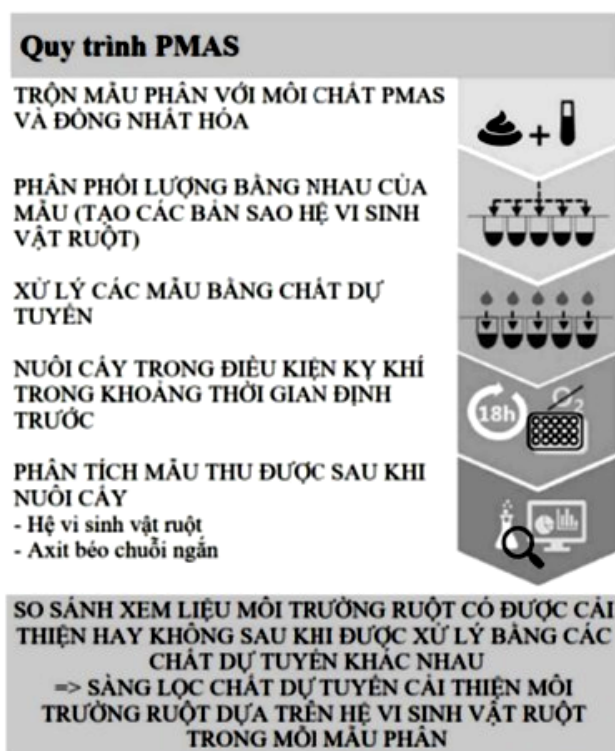 Quy trình PMAS
TRỘN MẪU PHÂN VỚI MÔI CHẤT PMAS
VÀ ĐỒNG NHẤT HÓA
PHÂN PHỐI LƯỢNG BẰNG NHAU CỦA
MẪU (TẠO CÁC BẢN SAO HỆ VI SINH
VẬT RUỘT)
XỬ LÝ CÁC MẪU BẰNG CHẤT DỰ
TUYỂN
NUÔI CẤY TRONG ĐIỀU KIỆN KỴ KHÍ
TRONG KHOẢNG THỜI GIAN ĐỊNH
TRƯỚC
O2
18h
PHÂN TÍCH MẪU THU ĐƯỢC SAU KHI
NUÔI CẤY
- Hệ vi sinh vật ruột
- Axit béo chuỗi ngắn
SO SÁNH XEM LIỆU MÔI TRƯỜNG RUỘT CÓ ĐƯỢC CẢI
THIỆN HAY KHÔNG SAU KHI ĐƯỢC XỬ LÝ BẰNG CÁC
CHẤT DỰ TUYỂN KHÁC NHAU
=> SÀNG LỌC CHẤT DỰ TUYỂN CẢI THIỆN MÔI
TRƯỜNG RUỘT DỰA TRÊN HỆ VI SINH VẬT RUỘT
TRONG MỖI MẪU PHÂN